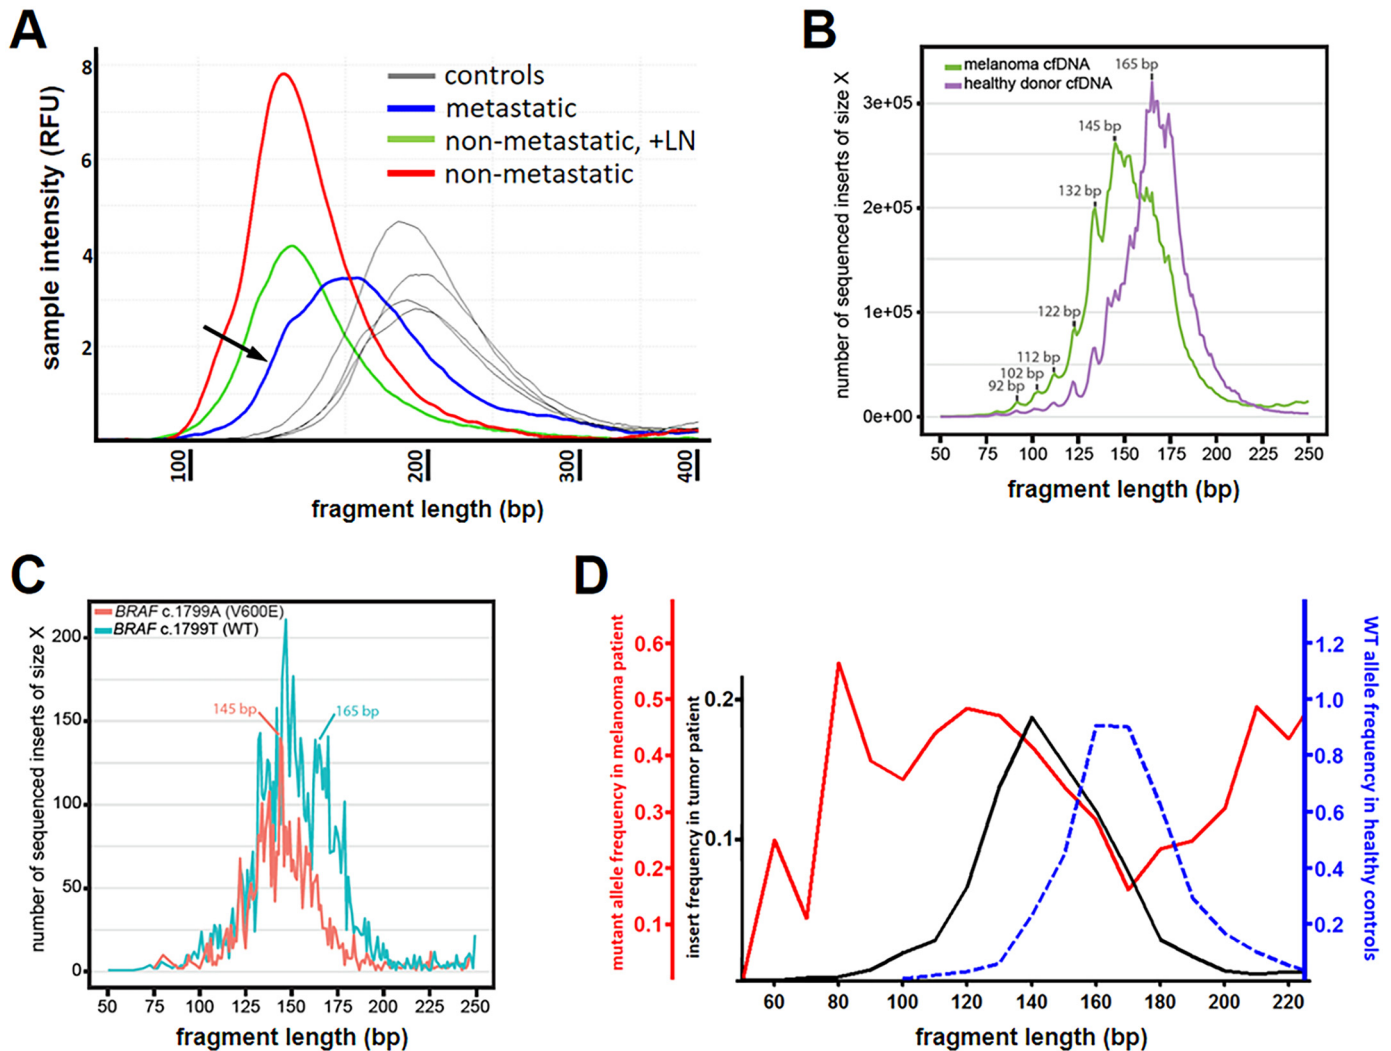 A
sample intensity (RFU)
8
6
4
2
controls
metastatic
non-metastatic, +LN
non-metastatic
100
200
300
400
fragment length (bp)
B
number of sequenced inserts of size X
3e+05
2e+05
1e+05
0e+00
melanoma cfDNA
healthy donor cfDNA
165 bp
145 bp
132 bp
122 bp
112 bp
102 bp
92 bp
50 75 100 125 150 175 200 225 250
fragment length (bp)
C
number of sequenced inserts of size X
200
150
100
50
0
BRAF c.1799A (V600E)
BRAF c.1799T (WT)
145 bp
165 bp
50 75 100 125 150 175 200 225 250
fragment length (bp)
D
mutant allele frequency in melanoma patient
0.6
0.5
0.4
0.3
0.2
0.1
insert frequency in tumor patient
0.2
0.1
1.2
1.0
0.8
0.6
0.4
0.2
WT allele frequency in healthy controls
60 80 100 120 140 160 180 200 220
fragment length (bp)